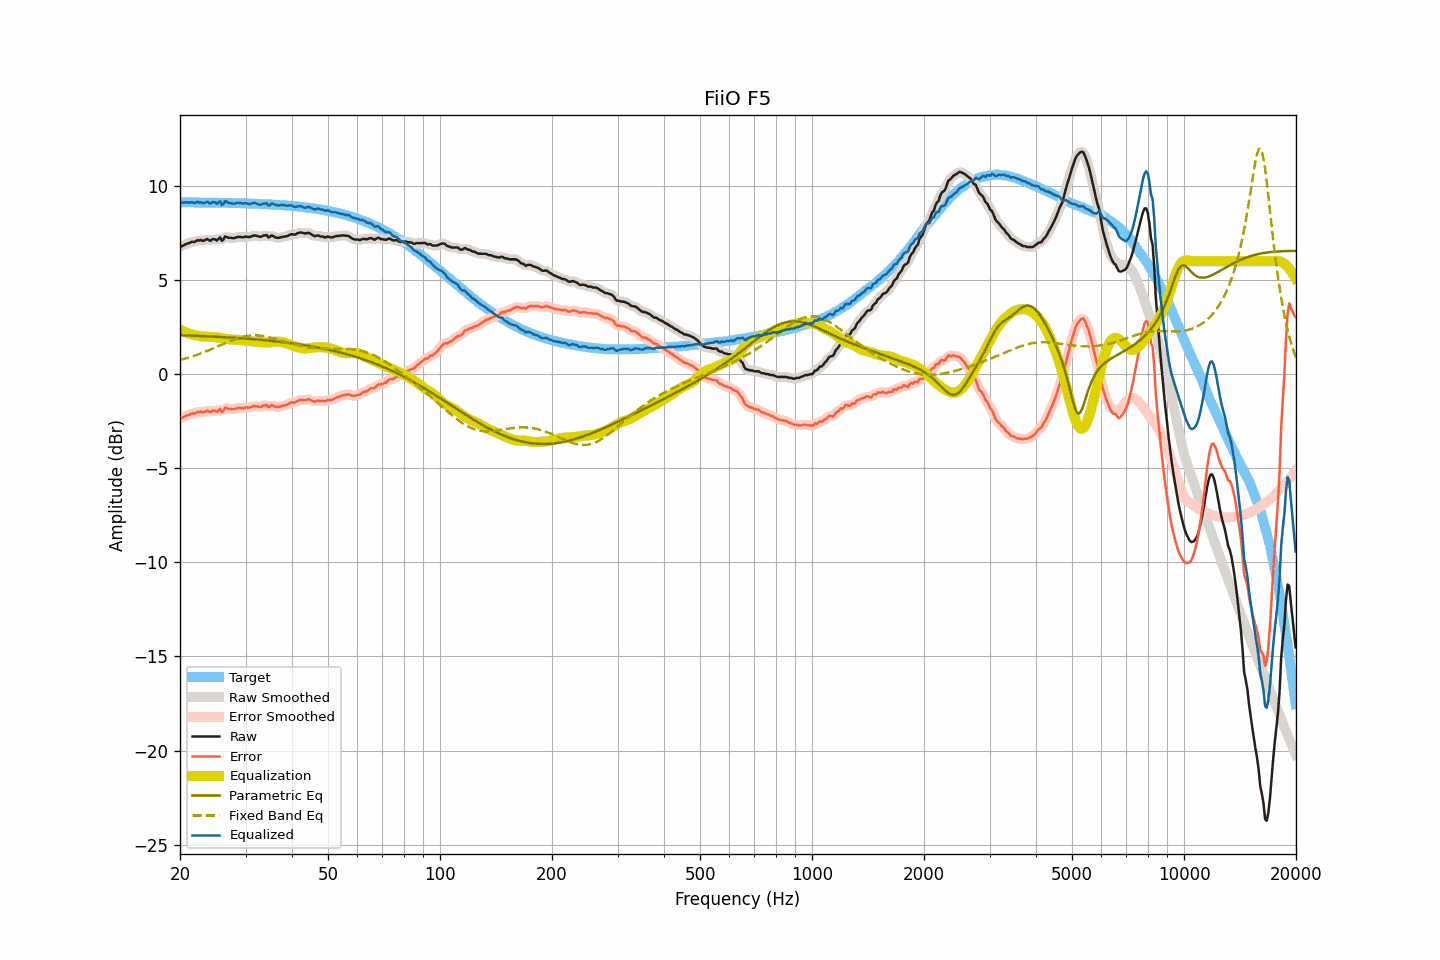 FiiO F5
Amplitude (dBr)
10
5
0
−5
−10
−15
−20
−25
Target
Raw Smoothed
Error Smoothed
Raw
Error
Equalization
Parametric Eq
Fixed Band Eq
Equalized
20 50 100 200 500 1000 2000 5000 10000 20000
Frequency (Hz)